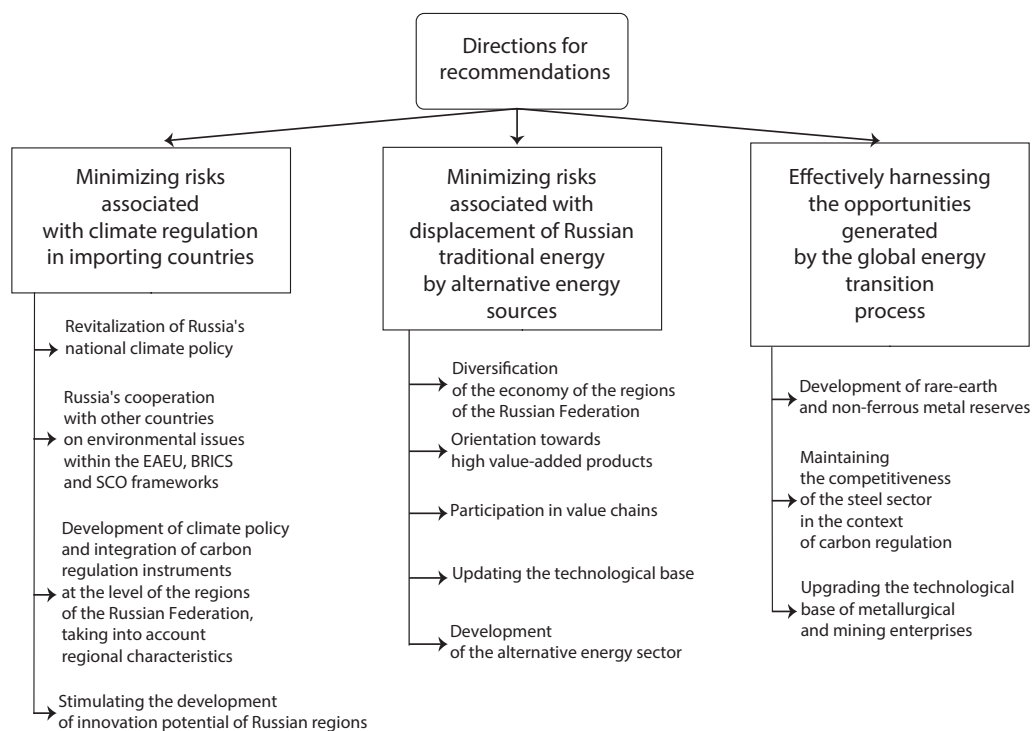 Directions for
recommendations
Minimizing risks
associated
with climate regulation
in importing countries
Revitalization of Russia's
national climate policy
Russia's cooperation
with other countries
on environmental issues
within the EAEU, BRICS
and SCO frameworks
Development of climate policy
and integration of carbon
regulation instruments
at the level of the regions
of the Russian Federation,
taking into account
regional characteristics
Stimulating the development
of innovation potential of Russian regions
Minimizing risks
associated with
displacement of Russian
traditional energy
by alternative energy
sources
Diversification
of the economy of the regions
of the Russian Federation
Orientation towards
high value-added products
Participation in value chains
Updating the technological base
Development
of the alternative energy sector
Effectively harnessing
the opportunities
generated
by the global energy
transition
process
Development of rare-earth
and non-ferrous metal reserves
Maintaining
the competitiveness
of the steel sector
in the context
of carbon regulation
Upgrading the technological
base of metallurgical
and mining enterprises